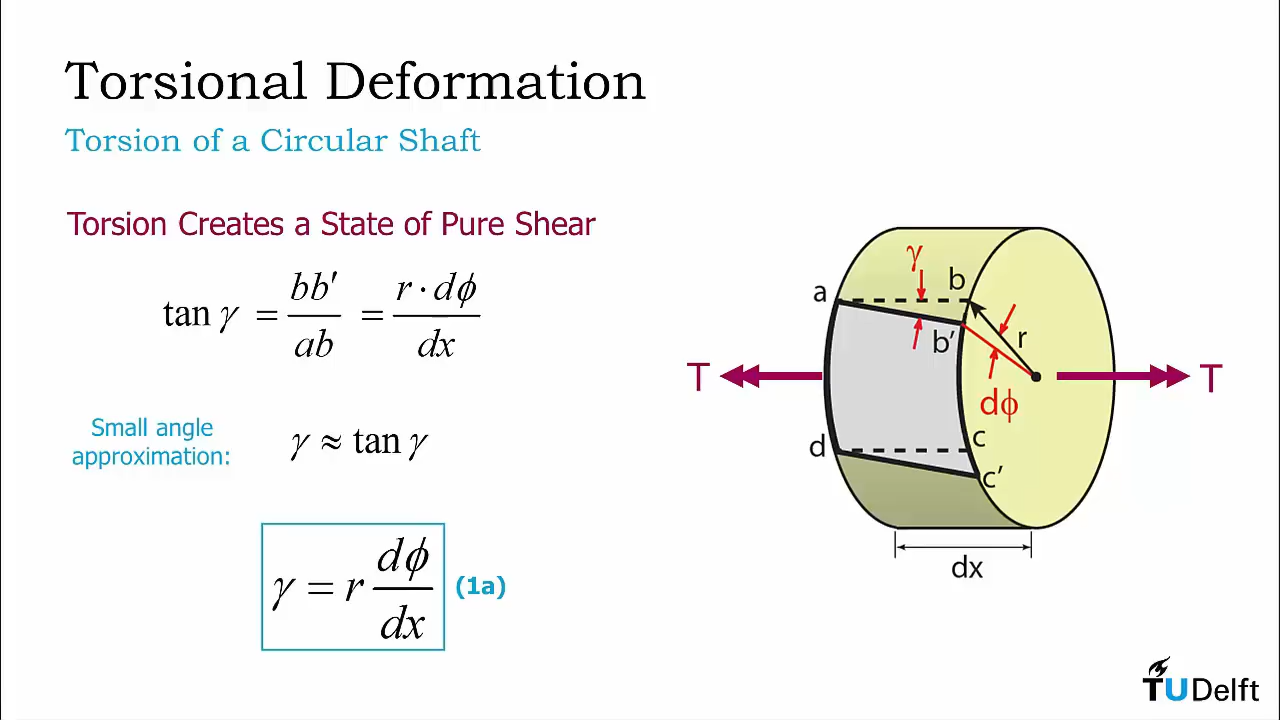 Torsional Deformation
Torsion of a Circular Shaft
Torsion Creates a State of Pure Shear
tan γ = bb′/ab = r · dϕ/dx
Small angle
approximation:
γ ≈ tan γ
γ = r dϕ/dx
(1a)
γ
a
b
b’
r
T
T
dϕ
d
c
c’
dx
TUDelft